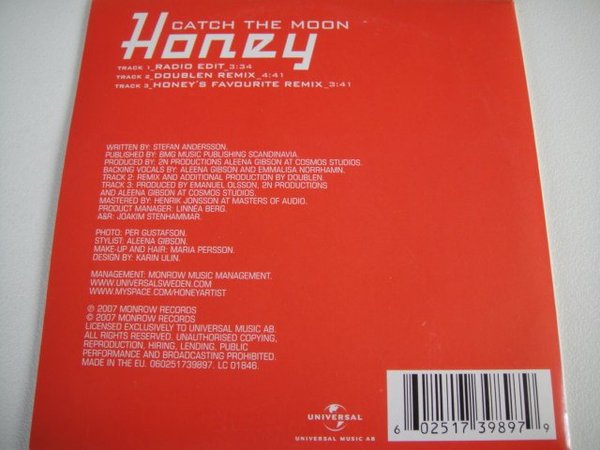 CATCH THE MOON
Honey
TRACK 1_RADIO EDIT_3:34
TRACK 2_DOUBLEN REMIX_4:41
TRACK 3_HONEY'S FAVOURITE REMIX_3:41
WRITTEN BY: STEFAN ANDERSSON.
PUBLISHED BY: BMG MUSIC PUBLISHING SCANDINAVIA.
PRODUCED BY: 2N PRODUCTIONS ALEENA GIBSON AT COSMOS STUDIOS.
BACKING VOCALS BY: ALEENA GIBSON AND EMMALISA NORRHAMN.
TRACK 2: REMIX AND ADDITIONAL PRODUCTION BY DOUBLEN.
TRACK 3: PRODUCED BY EMANUEL OLSSON, 2N PRODUCTIONS
AND ALEENA GIBSON AT COSMOS STUDIOS.
MASTERED BY: HENRIK JONSSON AT MASTERS OF AUDIO.
PRODUCT MANAGER: LINNÉA BERG.
A&R: JOAKIM STENHAMMAR.
PHOTO: PER GUSTAFSON.
STYLIST: ALEENA GIBSON.
MAKE-UP AND HAIR: MARIA PERSSON.
DESIGN BY: KARIN ULIN.
MANAGEMENT: MONROW MUSIC MANAGEMENT.
WWW.UNIVERSALSWEDEN.COM
WWW.MYSPACE.COM/HONEYARTIST
℗ 2007 MONROW RECORDS
© 2007 MONROW RECORDS
LICENSED EXCLUSIVELY TO UNIVERSAL MUSIC AB.
ALL RIGHTS RESERVED. UNAUTHORISED COPYING,
REPRODUCTION, HIRING, LENDING, PUBLIC
PERFORMANCE AND BROADCASTING PROHIBITED.
MADE IN THE EU. 060251739897. LC 01846.
UNIVERSAL
UNIVERSAL MUSIC AB
6 02517 39897 9